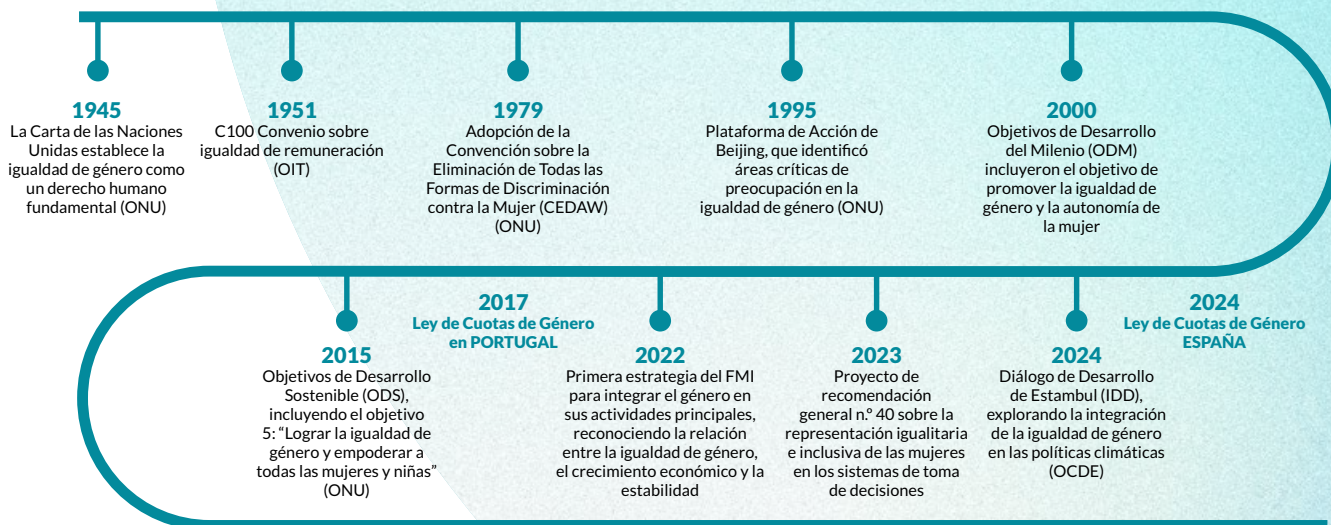 1945
La Carta de las Naciones
Unidas establece la
igualdad de género como
un derecho humano
fundamental (ONU)
1951
C100 Convenio sobre
igualdad de remuneración
(OIT)
1979
Adopción de la
Convención sobre la
Eliminación de Todas las
Formas de Discriminación
contra la Mujer (CEDAW)
(ONU)
1995
Plataforma de Acción de
Beijing, que identificó
áreas críticas de
preocupación en la
igualdad de género (ONU)
2000
Objetivos de Desarrollo
del Milenio (ODM)
incluyeron el objetivo de
promover la igualdad de
género y la autonomía de
la mujer
2015
Objetivos de Desarrollo
Sostenible (ODS),
incluyendo el objetivo
5: “Lograr la igualdad de
género y empoderar a
todas las mujeres y niñas”
(ONU)
2017
Ley de Cuotas de Género
en PORTUGAL
2022
Primera estrategia del FMI
para integrar el género en
sus actividades principales,
reconociendo la relación
entre la igualdad de género,
el crecimiento económico y la
estabilidad
2023
Proyecto de
recomendación
general n.º 40 sobre la
representación igualitaria
e inclusiva de las mujeres
en los sistemas de toma
de decisiones
2024
Diálogo de Desarrollo
de Estambul (IDD),
explorando la integración
de la igualdad de género
en las políticas climáticas
(OCDE)
2024
Ley de Cuotas de Género
ESPAÑA